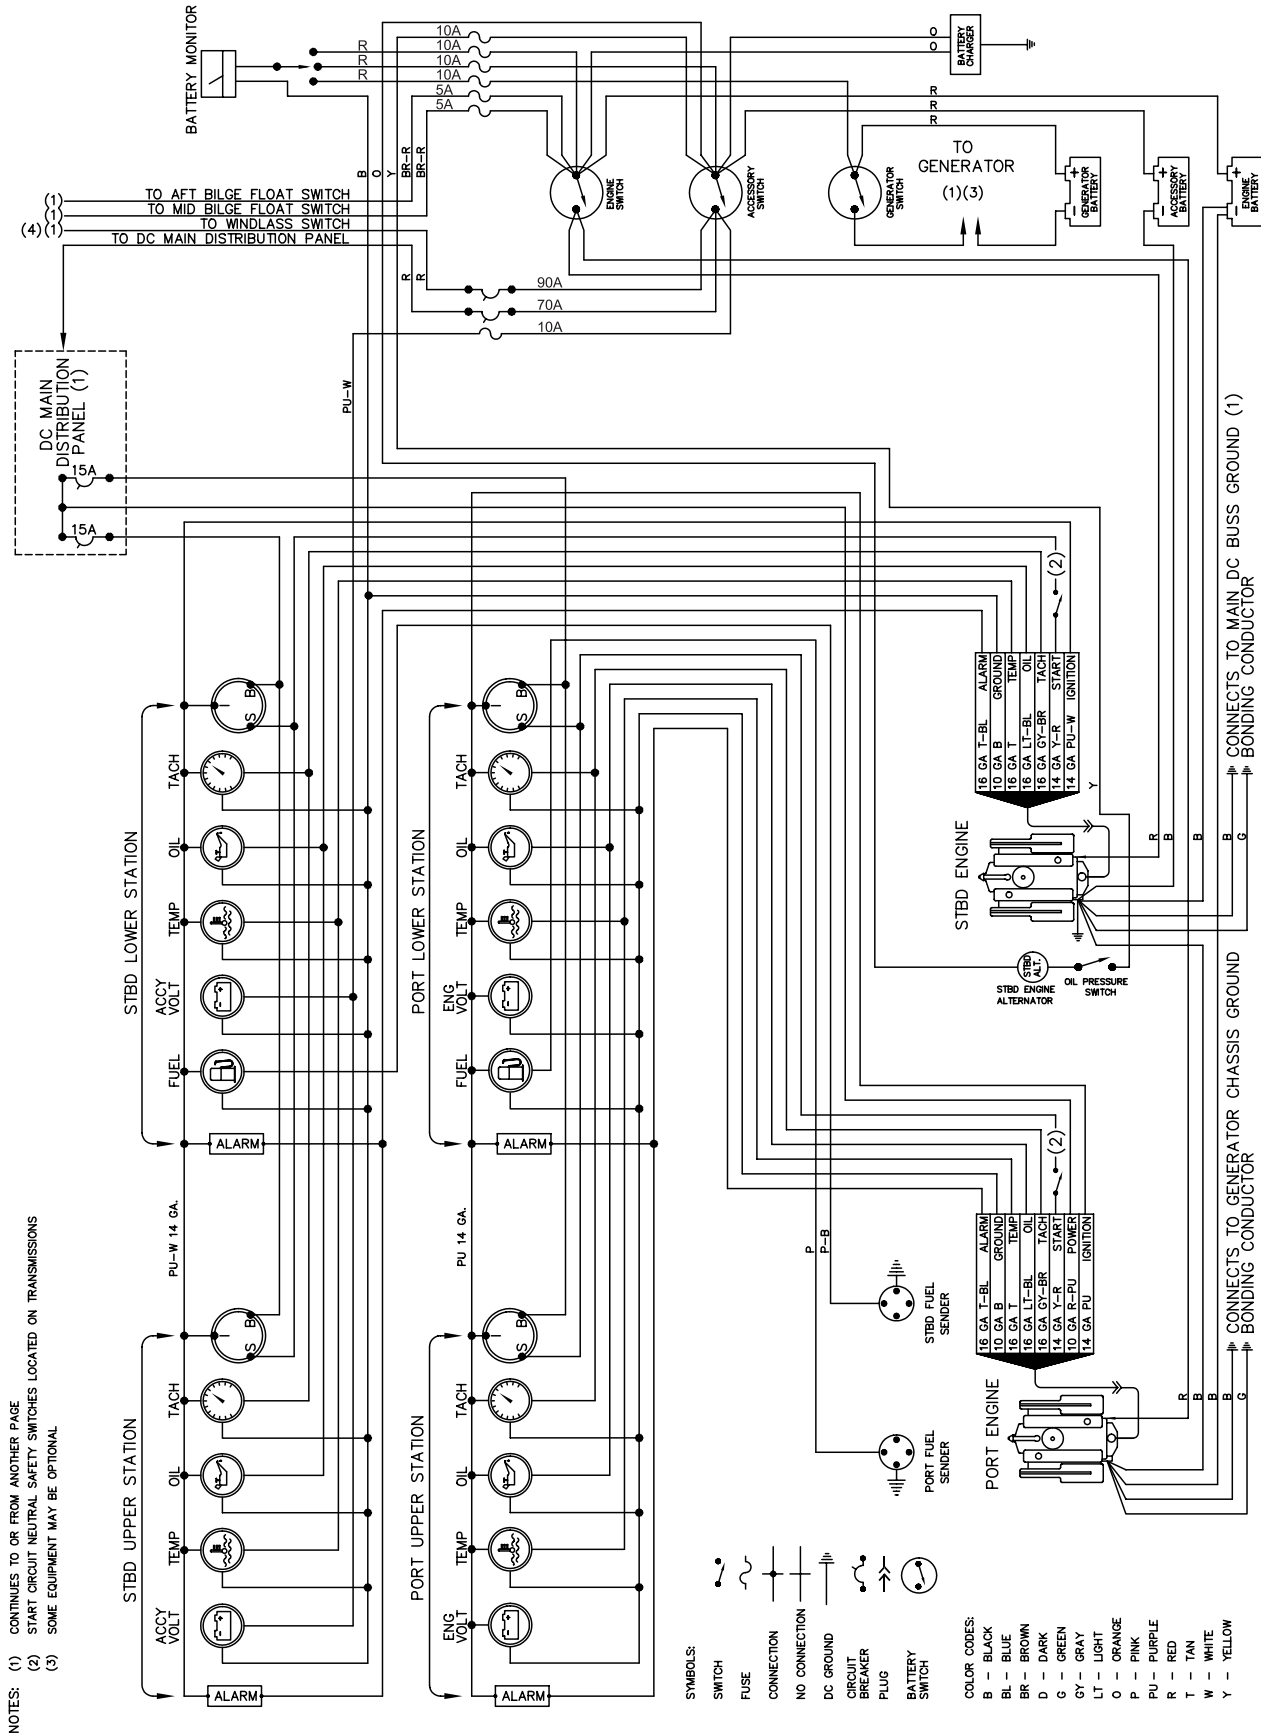 BATTERY MONITOR
R
R
R
10A
10A
10A
10A
5A
5A
B
O
Y
BR-R
BR-R
O
O
BATTERY
CHARGER
R
R
R
TO
GENERATOR
(1)(3)
ENGINE
SWITCH
ACCESSORY
SWITCH
GENERATOR
SWITCH
+
-
GENERATOR
BATTERY
+
-
ACCESSORY
BATTERY
+
-
ENGINE
BATTERY
(1) TO AFT BILGE FLOAT SWITCH
(1) TO MID BILGE FLOAT SWITCH
(4)(1) TO WINDLASS SWITCH
TO DC MAIN DISTRIBUTION PANEL
R
R
90A
70A
10A
PU-W
DC MAIN
DISTRIBUTION
PANEL (1)
15A
15A
STBD LOWER STATION
I
S
B
TACH
OIL
TEMP
ACCY
VOLT
FUEL
ALARM
PORT LOWER STATION
I
S
B
TACH
OIL
TEMP
ENG
VOLT
FUEL
ALARM
PU-W 14 GA.
PU 14 GA.
STBD UPPER STATION
I
S
B
TACH
OIL
TEMP
ACCY
VOLT
ALARM
PORT UPPER STATION
I
S
B
TACH
OIL
TEMP
ENG
VOLT
ALARM
(2)
16 GA T-BL ALARM
10 GA B GROUND
16 GA T TEMP
16 GA LT-BL OIL
16 GA GY-BR TACH
14 GA Y-R START
14 GA PU-W IGNITION
Y
STBD ENGINE
R
B
B
B
G
CONNECTS TO MAIN DC BUSS GROUND (1)
BONDING CONDUCTOR
STBD
ALT.
STBD ENGINE
ALTERNATOR
OIL PRESSURE
SWITCH
P
P-B
STBD FUEL
SENDER
PORT FUEL
SENDER
(2)
16 GA T-BL ALARM
10 GA B GROUND
16 GA T TEMP
16 GA LT-BL OIL
16 GA GY-BR TACH
14 GA Y-R START
10 GA R-PU POWER
14 GA PU IGNITION
PORT ENGINE
R
B
B
B
G
CONNECTS TO GENERATOR CHASSIS GROUND
BONDING CONDUCTOR
NOTES: (1) CONTINUES TO OR FROM ANOTHER PAGE
(2) START CIRCUIT NEUTRAL SAFETY SWITCHES LOCATED ON TRANSMISSIONS
(3) SOME EQUIPMENT MAY BE OPTIONAL
SYMBOLS:
SWITCH
FUSE
CONNECTION
NO CONNECTION
DC GROUND
CIRCUIT
BREAKER
PLUG
BATTERY
SWITCH
COLOR CODES:
B - BLACK
BL - BLUE
BR - BROWN
D - DARK
G - GREEN
GY - GRAY
LT - LIGHT
O - ORANGE
P - PINK
PU - PURPLE
R - RED
T - TAN
W - WHITE
Y - YELLOW